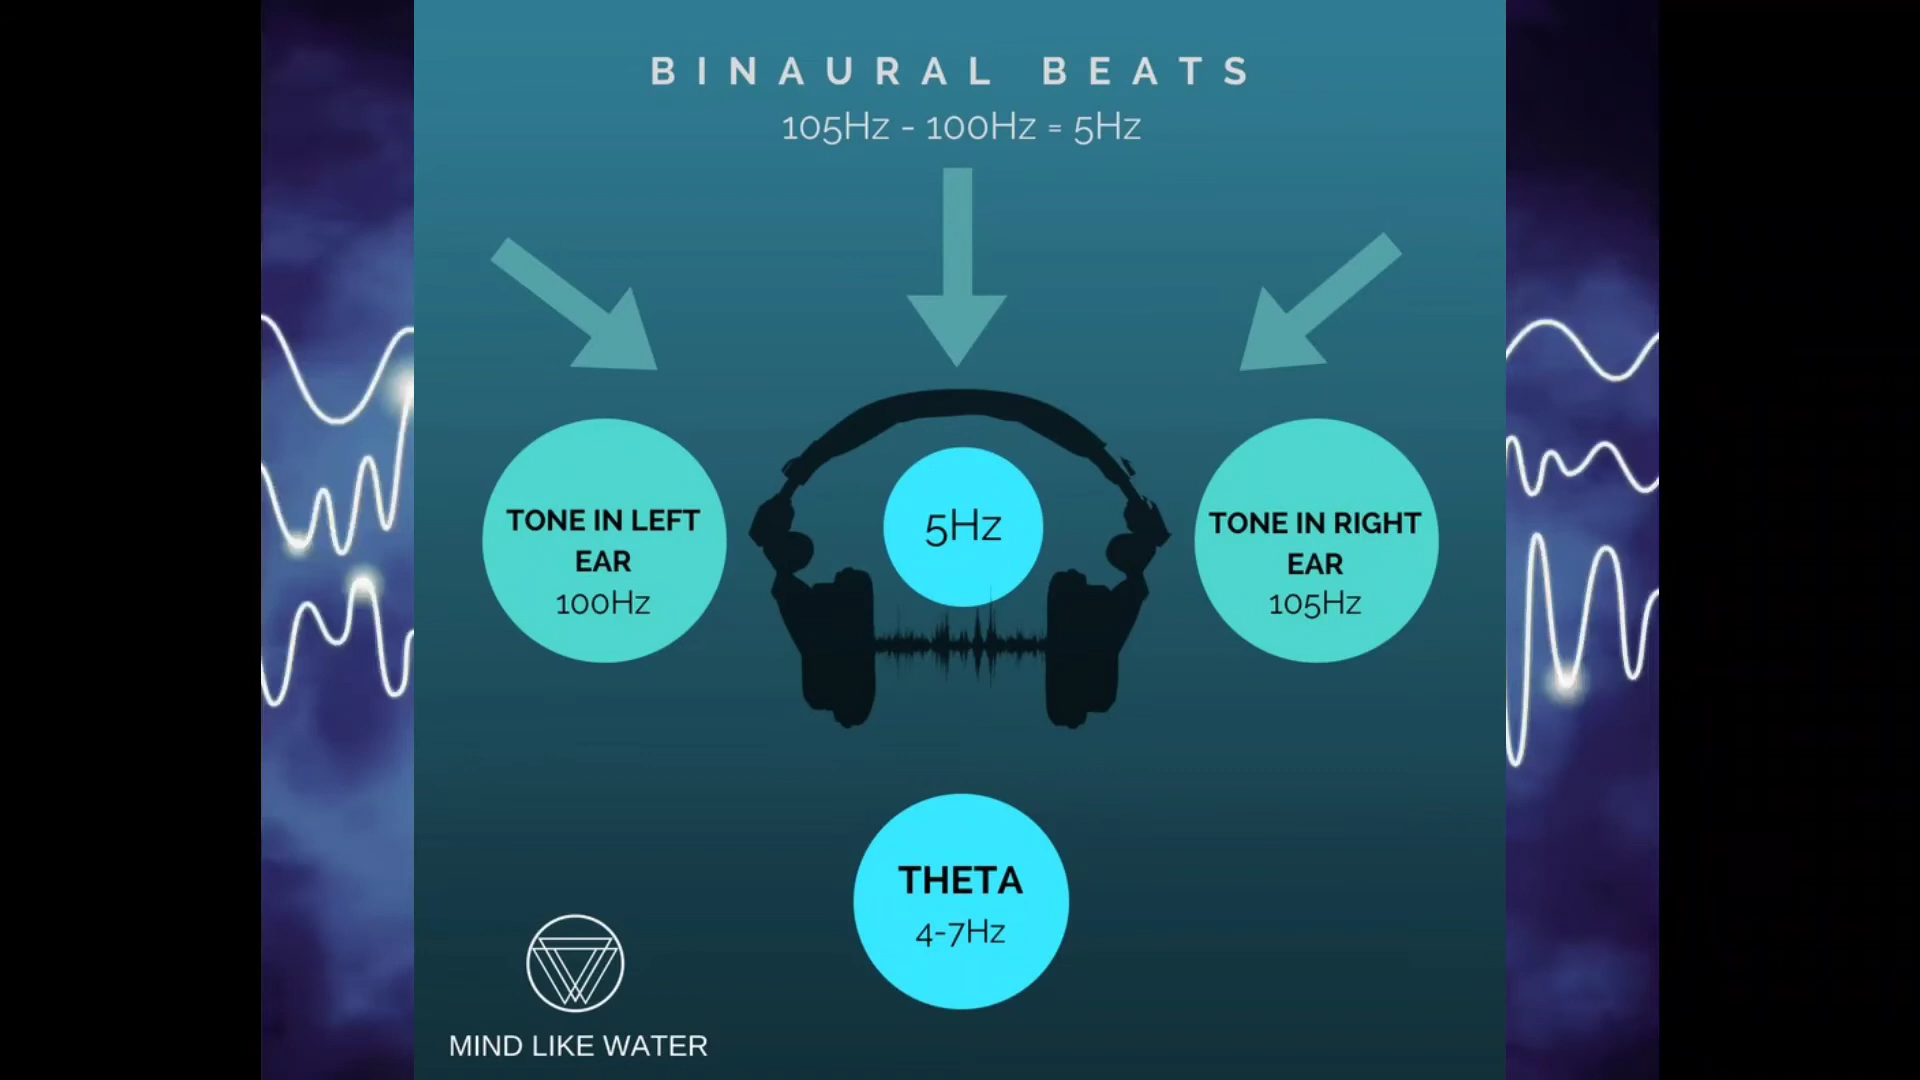 BINAURAL BEATS
105Hz - 100Hz = 5Hz
TONE IN LEFT
EAR
100Hz
5Hz
TONE IN RIGHT
EAR
105Hz
THETA
4-7Hz
MIND LIKE WATER